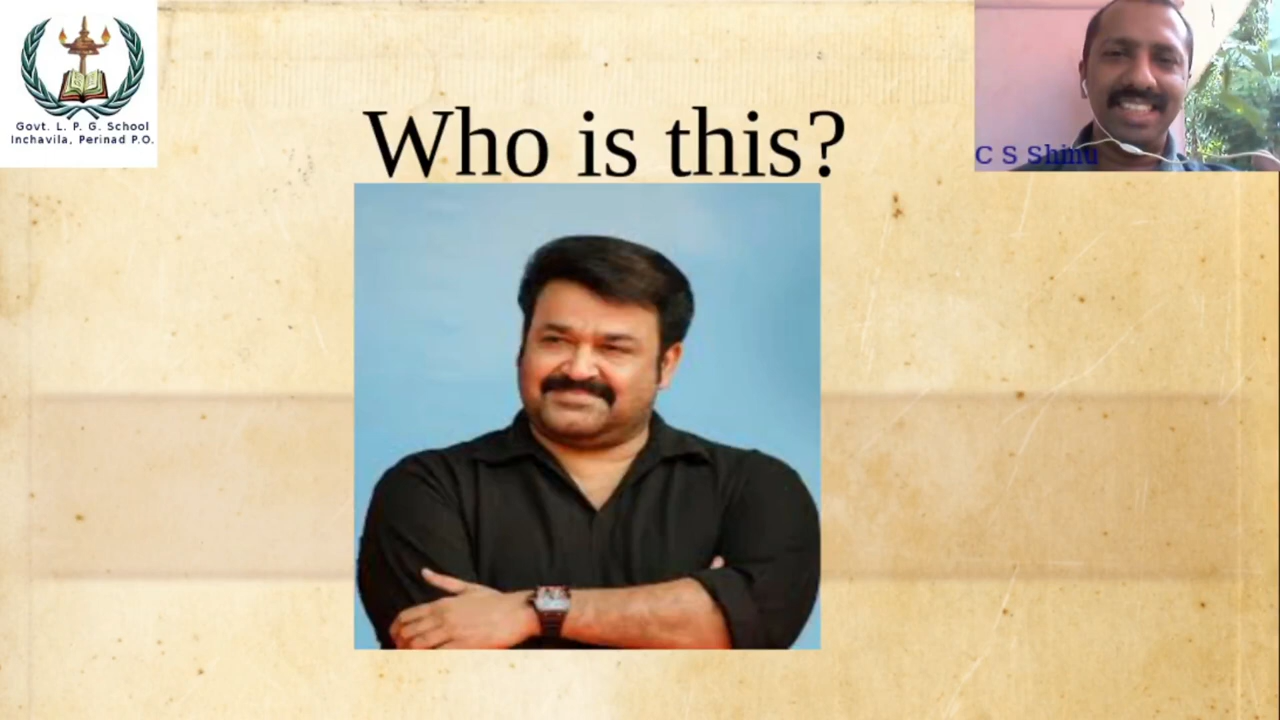 Govt. L. P. G. School
Inchavila, Perinad P.O.
Who is this?
C S Shinu